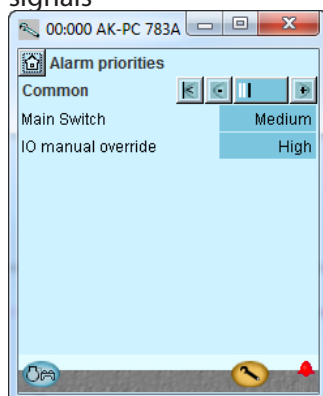 signals
00:000 AK-PC 783A
Alarm priorities
Common
Main Switch Medium
IO manual override High